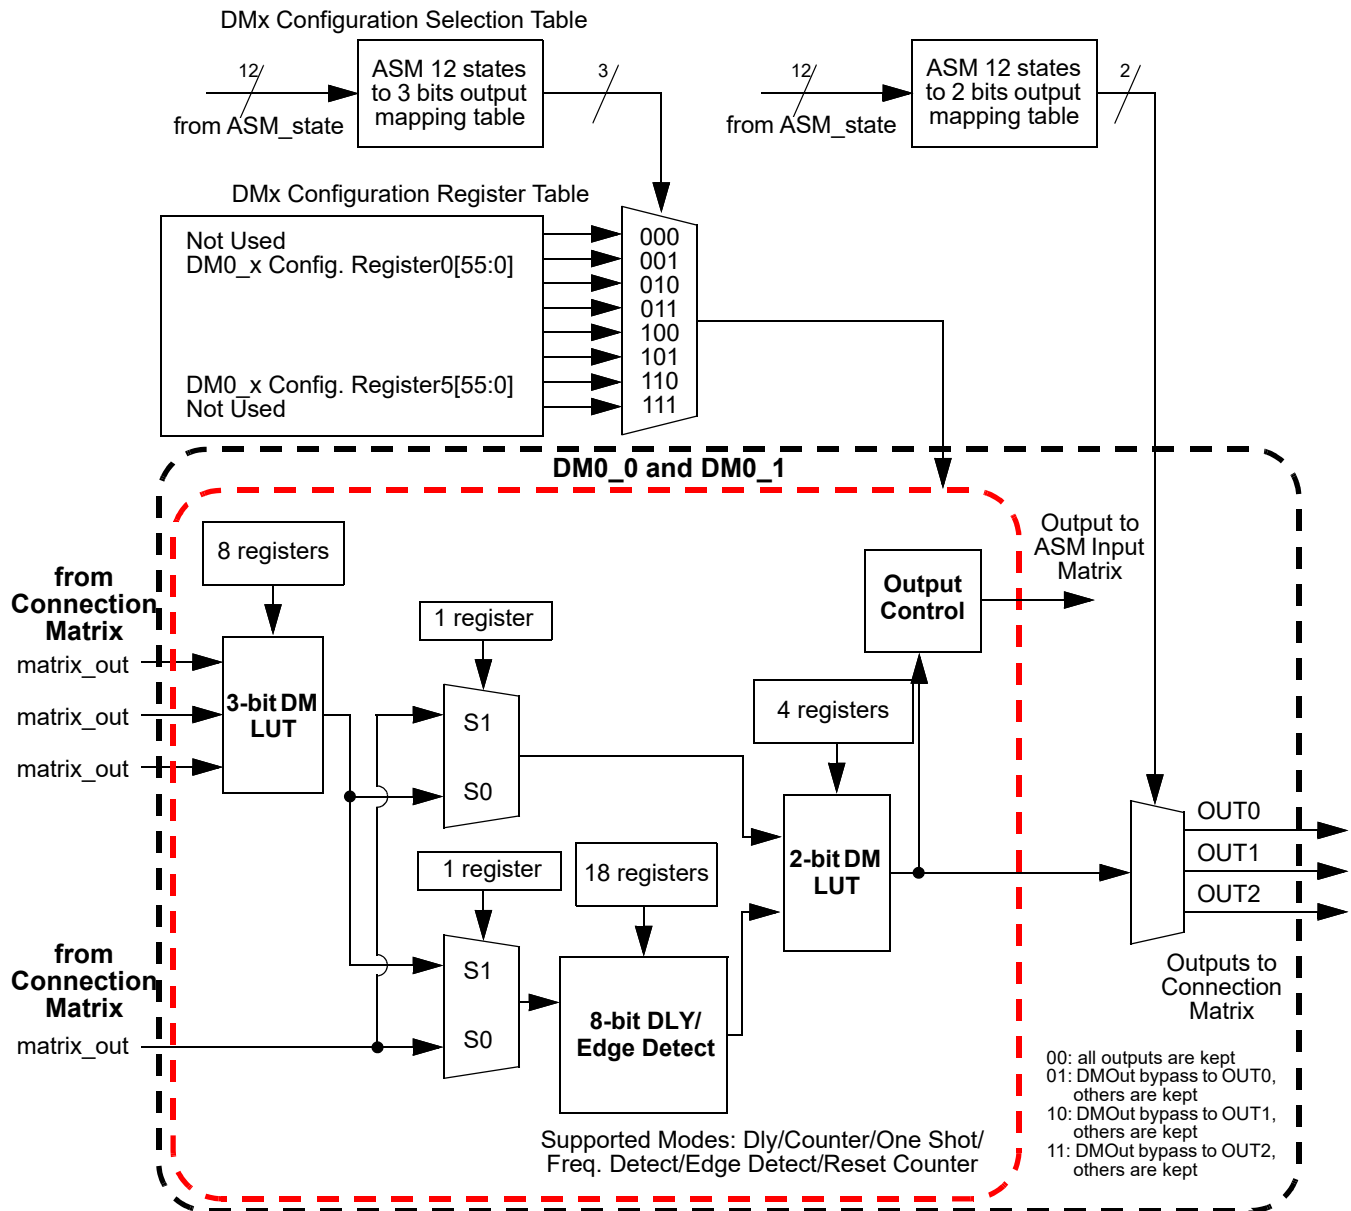 DMx Configuration Selection Table
12
ASM 12 states
to 3 bits output
mapping table
3
from ASM_state
12
ASM 12 states
to 2 bits output
mapping table
2
from ASM_state
DMx Configuration Register Table
Not Used
DM0_x Config. Register0[55:0]
DM0_x Config. Register5[55:0]
Not Used
000
001
010
011
100
101
110
111
DM0_0 and DM0_1
8 registers
from
Connection
Matrix
matrix_out
matrix_out
matrix_out
3-bit DM
LUT
1 register
S1
S0
Output
Control
Output to
ASM Input
Matrix
4 registers
2-bit DM
LUT
1 register
18 registers
S1
S0
8-bit DLY/
Edge Detect
from
Connection
Matrix
matrix_out
OUT0
OUT1
OUT2
Outputs to
Connection
Matrix
00: all outputs are kept
01: DMOut bypass to OUT0,
others are kept
10: DMOut bypass to OUT1,
others are kept
11: DMOut bypass to OUT2,
others are kept
Supported Modes: Dly/Counter/One Shot/
Freq. Detect/Edge Detect/Reset Counter